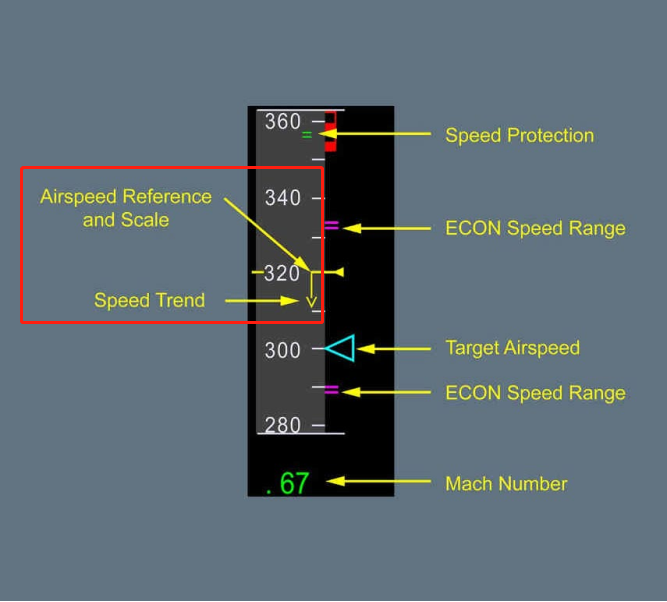 360
Speed Protection
Airspeed Reference
and Scale
340
ECON Speed Range
320
Speed Trend
300
Target Airspeed
ECON Speed Range
280
.67
Mach Number